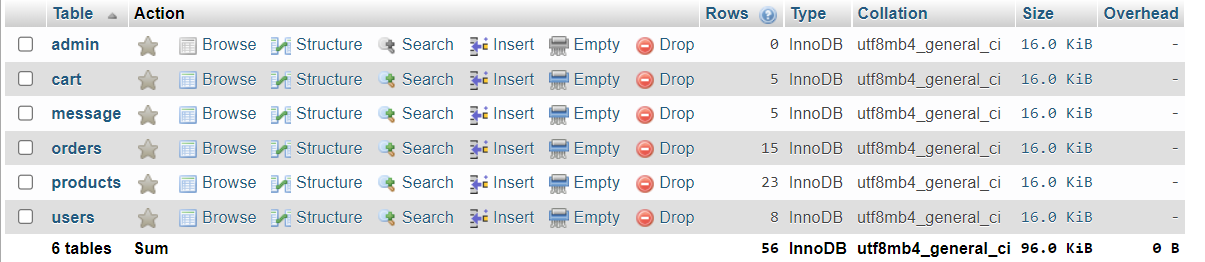 Table Action Rows Type Collation Size Overhead
admin Browse Structure Search Insert Empty Drop 0 InnoDB utf8mb4_general_ci 16.0 KiB -
cart Browse Structure Search Insert Empty Drop 5 InnoDB utf8mb4_general_ci 16.0 KiB -
message Browse Structure Search Insert Empty Drop 5 InnoDB utf8mb4_general_ci 16.0 KiB -
orders Browse Structure Search Insert Empty Drop 15 InnoDB utf8mb4_general_ci 16.0 KiB -
products Browse Structure Search Insert Empty Drop 23 InnoDB utf8mb4_general_ci 16.0 KiB -
users Browse Structure Search Insert Empty Drop 8 InnoDB utf8mb4_general_ci 16.0 KiB -
6 tables Sum 56 InnoDB utf8mb4_general_ci 96.0 KiB 0 B